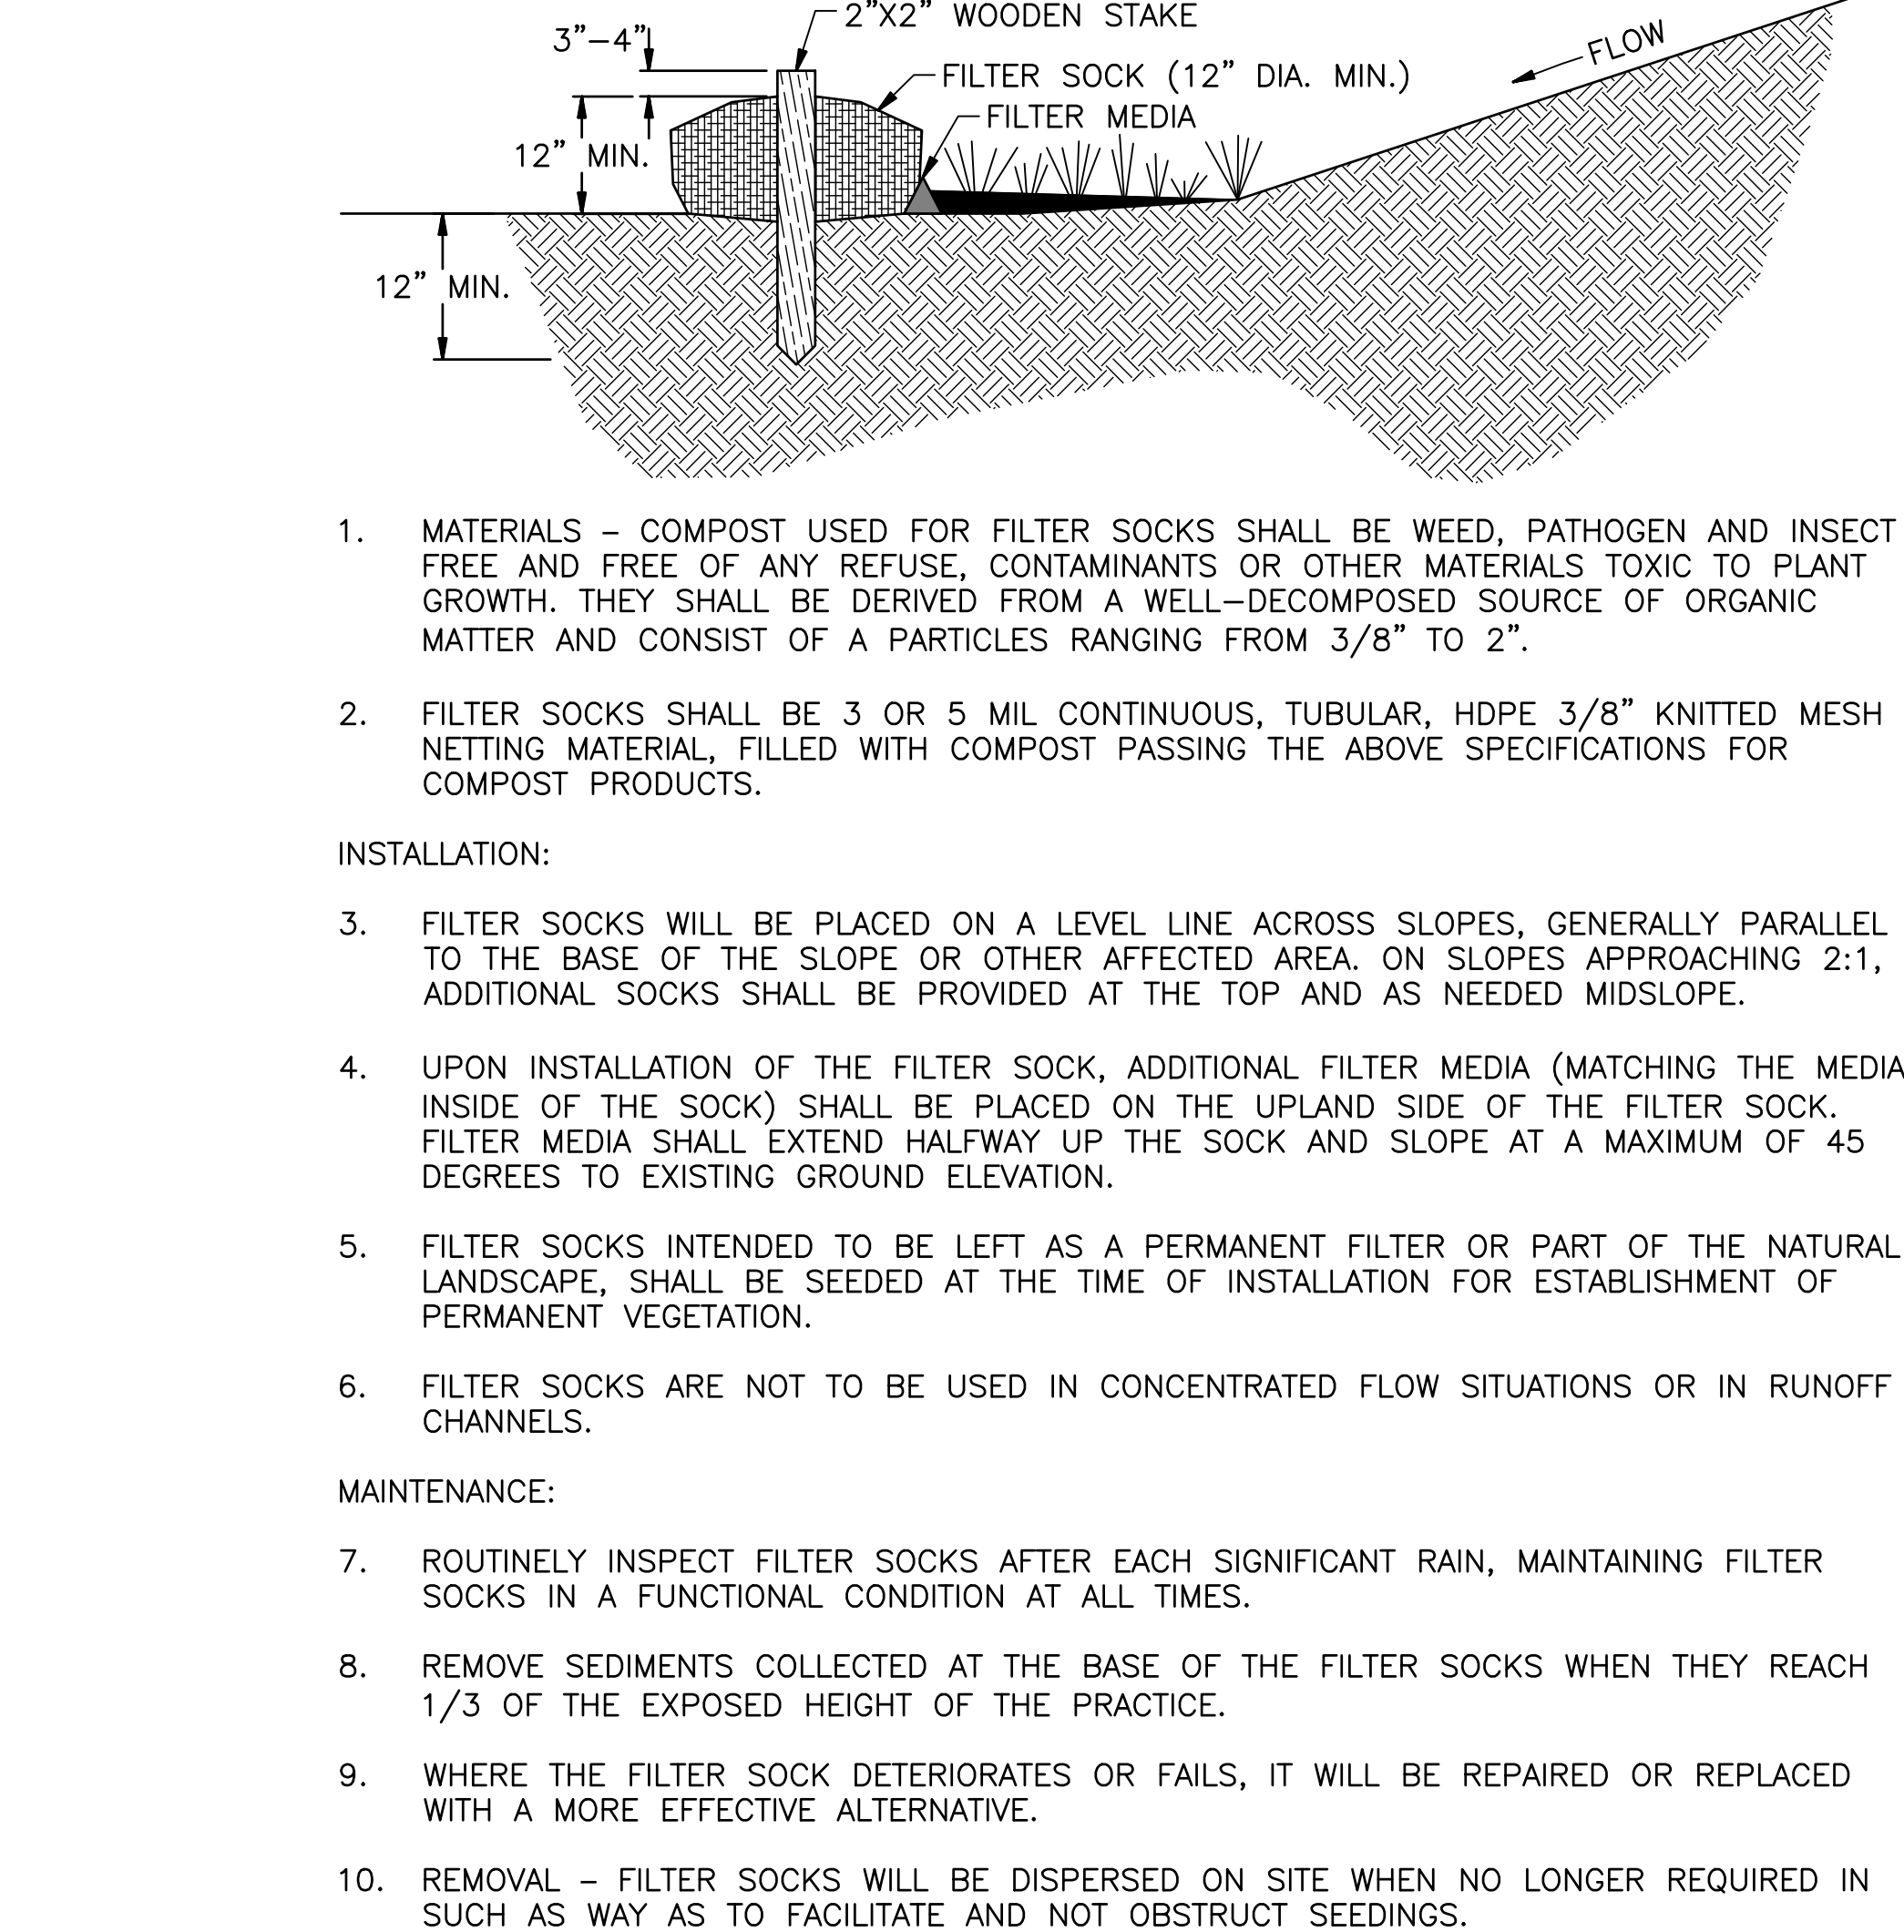 2”X2” WOODEN STAKE
3”–4”
FLOW
FILTER SOCK (12” DIA. MIN.)
FILTER MEDIA
12” MIN.
12” MIN.
1. MATERIALS – COMPOST USED FOR FILTER SOCKS SHALL BE WEED, PATHOGEN AND INSECT
FREE AND FREE OF ANY REFUSE, CONTAMINANTS OR OTHER MATERIALS TOXIC TO PLANT
GROWTH. THEY SHALL BE DERIVED FROM A WELL–DECOMPOSED SOURCE OF ORGANIC
MATTER AND CONSIST OF A PARTICLES RANGING FROM 3/8” TO 2”.
2. FILTER SOCKS SHALL BE 3 OR 5 MIL CONTINUOUS, TUBULAR, HDPE 3/8” KNITTED MESH
NETTING MATERIAL, FILLED WITH COMPOST PASSING THE ABOVE SPECIFICATIONS FOR
COMPOST PRODUCTS.
INSTALLATION:
3. FILTER SOCKS WILL BE PLACED ON A LEVEL LINE ACROSS SLOPES, GENERALLY PARALLEL
TO THE BASE OF THE SLOPE OR OTHER AFFECTED AREA. ON SLOPES APPROACHING 2:1,
ADDITIONAL SOCKS SHALL BE PROVIDED AT THE TOP AND AS NEEDED MIDSLOPE.
4. UPON INSTALLATION OF THE FILTER SOCK, ADDITIONAL FILTER MEDIA (MATCHING THE MEDIA
INSIDE OF THE SOCK) SHALL BE PLACED ON THE UPLAND SIDE OF THE FILTER SOCK.
FILTER MEDIA SHALL EXTEND HALFWAY UP THE SOCK AND SLOPE AT A MAXIMUM OF 45
DEGREES TO EXISTING GROUND ELEVATION.
5. FILTER SOCKS INTENDED TO BE LEFT AS A PERMANENT FILTER OR PART OF THE NATURAL
LANDSCAPE, SHALL BE SEEDED AT THE TIME OF INSTALLATION FOR ESTABLISHMENT OF
PERMANENT VEGETATION.
6. FILTER SOCKS ARE NOT TO BE USED IN CONCENTRATED FLOW SITUATIONS OR IN RUNOFF
CHANNELS.
MAINTENANCE:
7. ROUTINELY INSPECT FILTER SOCKS AFTER EACH SIGNIFICANT RAIN, MAINTAINING FILTER
SOCKS IN A FUNCTIONAL CONDITION AT ALL TIMES.
8. REMOVE SEDIMENTS COLLECTED AT THE BASE OF THE FILTER SOCKS WHEN THEY REACH
1/3 OF THE EXPOSED HEIGHT OF THE PRACTICE.
9. WHERE THE FILTER SOCK DETERIORATES OR FAILS, IT WILL BE REPAIRED OR REPLACED
WITH A MORE EFFECTIVE ALTERNATIVE.
10. REMOVAL – FILTER SOCKS WILL BE DISPERSED ON SITE WHEN NO LONGER REQUIRED IN
SUCH AS WAY AS TO FACILITATE AND NOT OBSTRUCT SEEDINGS.